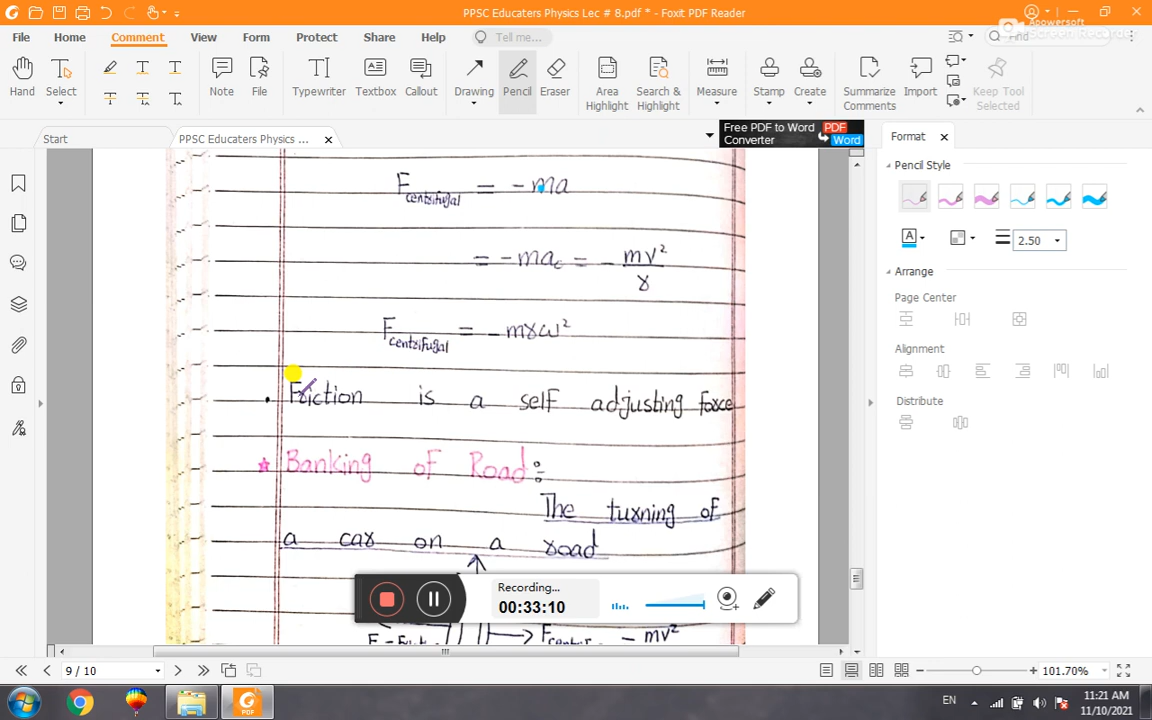 PPSC Educaters Physics Lec # 8.pdf * - Foxit PDF Reader
Apowersoft
Screen Recorder
File Home Comment View Form Protect Share Help Tell me... Find
Hand Select Note File Typewriter Textbox Callout Drawing Pencil Eraser Area Highlight Search & Highlight Measure Stamp Create Summarize Comments Import Keep Tool Selected
Start PPSC Educaters Physics ... Free PDF to Word Converter PDF Word Format
Pencil Style
2.50
Arrange
Page Center
Alignment
Distribute
F centrifugal = - ma
= - mac = - mv²/r
F centrifugal = - mrω²
. Friction is a self adjusting force
Banking of Road:
The turning of
a car on a road
Recording...
00:33:10
- mv²
9 / 10 101.70%
EN 11:21 AM
11/10/2021